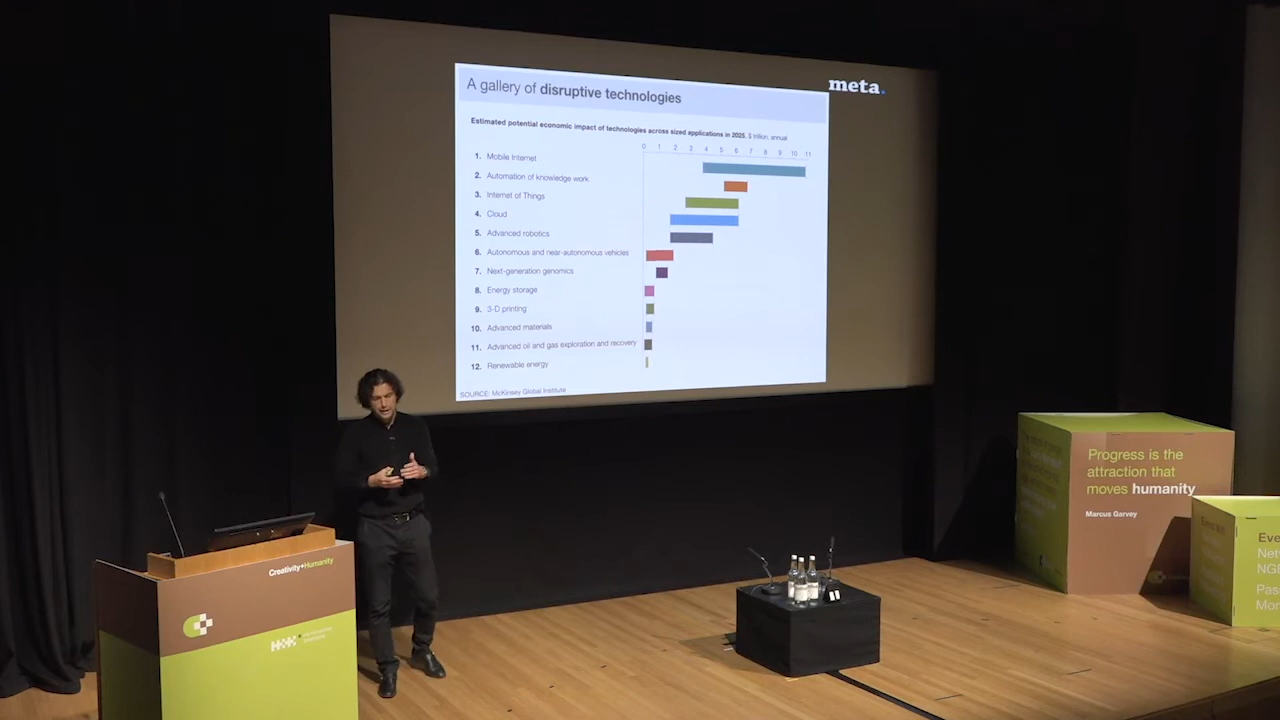 meta.
A gallery of disruptive technologies
Estimated potential economic impact of technologies across sized applications in 2025, $ trillion, annual
0 1 2 3 4 5 6 7 8 9 10 11
1. Mobile Internet
2. Automation of knowledge work
3. Internet of Things
4. Cloud
5. Advanced robotics
6. Autonomous and near-autonomous vehicles
7. Next-generation genomics
8. Energy storage
9. 3-D printing
10. Advanced materials
11. Advanced oil and gas exploration and recovery
12. Renewable energy
SOURCE: McKinsey Global Institute
Creativity+Humanity
Progress is the
attraction that
moves humanity
Marcus Garvey